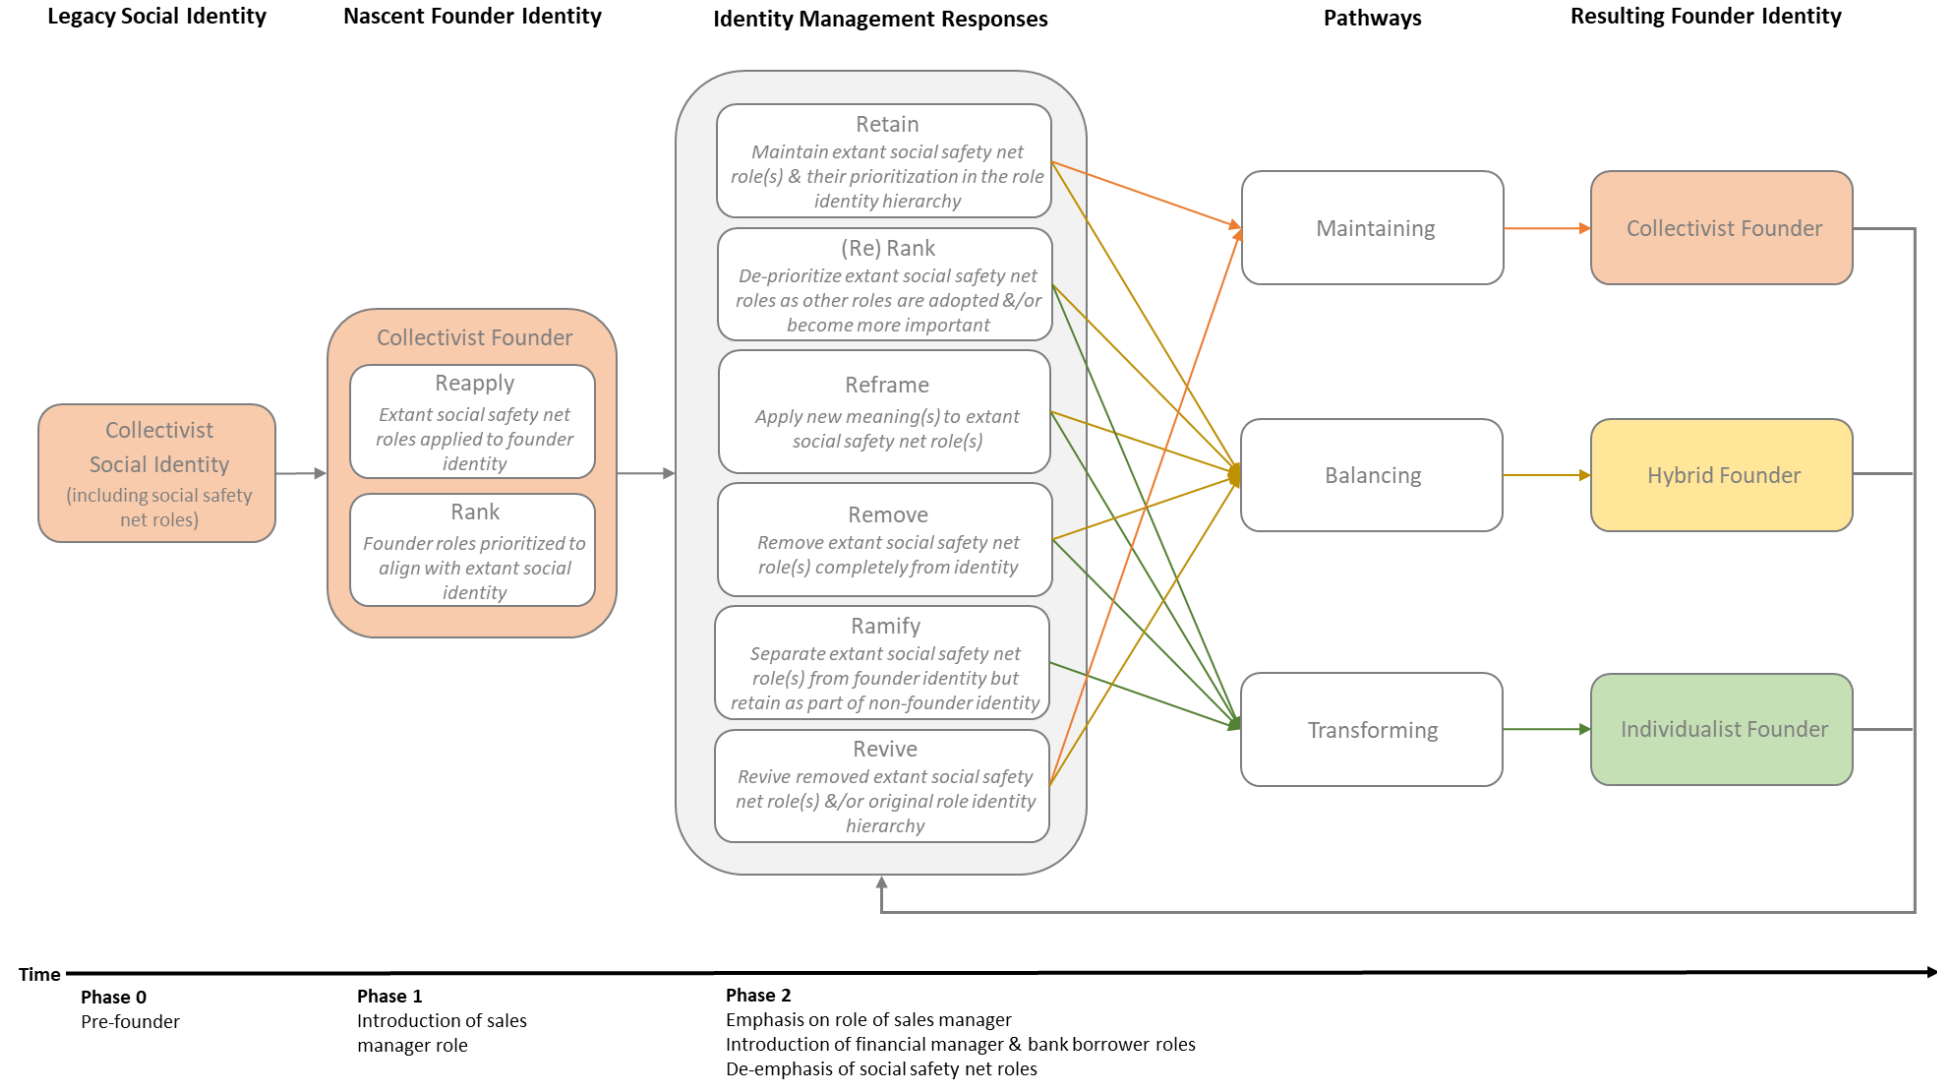 Legacy Social Identity
Nascent Founder Identity
Identity Management Responses
Pathways
Resulting Founder Identity
Collectivist
Social Identity
(including social safety
net roles)
Collectivist Founder
Reapply
Extant social safety net
roles applied to founder
identity
Rank
Founder roles prioritized to
align with extant social
identity
Retain
Maintain extant social safety net
role(s) & their prioritization in the role
identity hierarchy
(Re) Rank
De-prioritize extant social safety net
roles as other roles are adopted &/or
become more important
Reframe
Apply new meaning(s) to extant
social safety net role(s)
Remove
Remove extant social safety net
role(s) completely from identity
Ramify
Separate extant social safety net
role(s) from founder identity but
retain as part of non-founder identity
Revive
Revive removed extant social safety
net role(s) &/or original role identity
hierarchy
Maintaining
Balancing
Transforming
Collectivist Founder
Hybrid Founder
Individualist Founder
Time
Phase 0
Pre-founder
Phase 1
Introduction of sales
manager role
Phase 2
Emphasis on role of sales manager
Introduction of financial manager & bank borrower roles
De-emphasis of social safety net roles